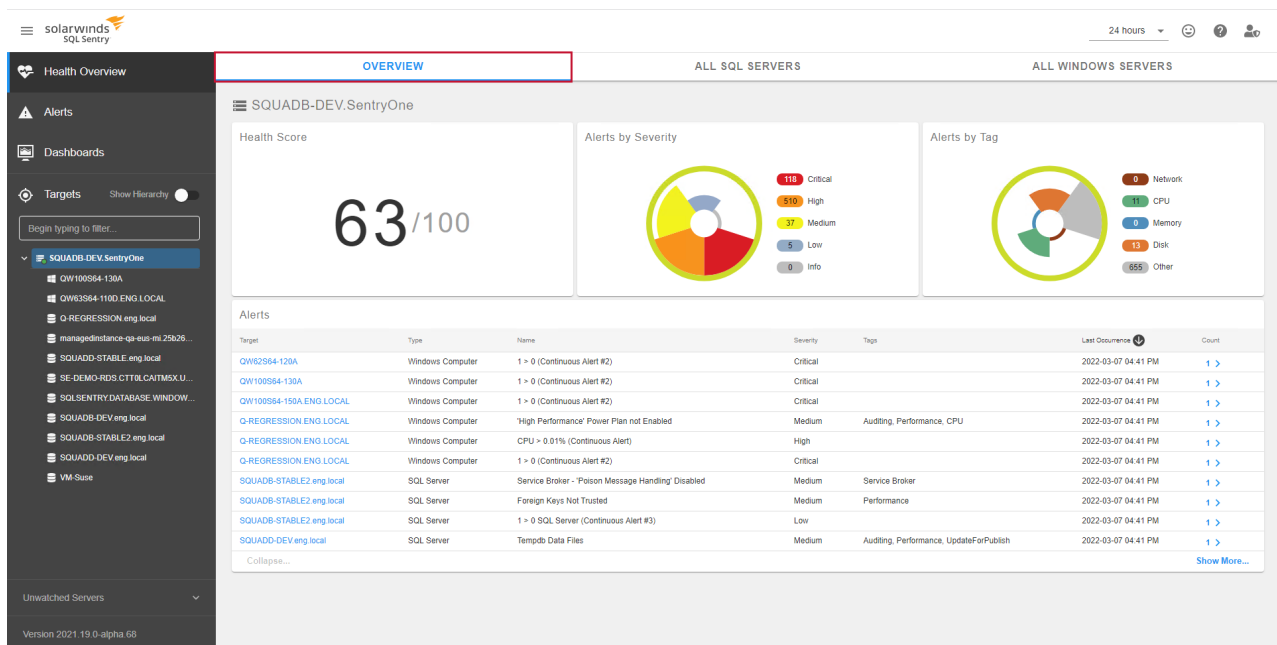 solarwinds
SQL Sentry
24 hours
Health Overview
Alerts
Dashboards
Targets Show Hierarchy
Begin typing to filter...
SQUADB-DEV.SentryOne
QW100S64-130A
QW63S64-110D.ENG.LOCAL
Q-REGRESSION.eng.local
managedinstance-qa-eus-mi.25b26...
SQUADD-STABLE.eng.local
SE-DEMO-RDS.CTT0LCAITM5X.U...
SQLSENTRY.DATABASE.WINDOW...
SQUADB-DEV.eng.local
SQUADB-STABLE2.eng.local
SQUADD-DEV.eng.local
VM-Suse
Unwatched Servers
Version 2021.19.0-alpha.68
OVERVIEW ALL SQL SERVERS ALL WINDOWS SERVERS
SQUADB-DEV.SentryOne
Health Score
63/100
Alerts by Severity
118 Critical
510 High
37 Medium
5 Low
0 Info
Alerts by Tag
0 Network
11 CPU
0 Memory
13 Disk
655 Other
Alerts
Target Type Name Severity Tags Last Occurrence Count
QW62S64-120A Windows Computer 1 > 0 (Continuous Alert #2) Critical 2022-03-07 04:41 PM 1 >
QW100S64-130A Windows Computer 1 > 0 (Continuous Alert #2) Critical 2022-03-07 04:41 PM 1 >
QW100S64-150A.ENG.LOCAL Windows Computer 1 > 0 (Continuous Alert #2) Critical 2022-03-07 04:41 PM 1 >
Q-REGRESSION.ENG.LOCAL Windows Computer 'High Performance' Power Plan not Enabled Medium Auditing, Performance, CPU 2022-03-07 04:41 PM 1 >
Q-REGRESSION.ENG.LOCAL Windows Computer CPU > 0.01% (Continuous Alert) High 2022-03-07 04:41 PM 1 >
Q-REGRESSION.ENG.LOCAL Windows Computer 1 > 0 (Continuous Alert #2) Critical 2022-03-07 04:41 PM 1 >
SQUADB-STABLE2.eng.local SQL Server Service Broker - 'Poison Message Handling' Disabled Medium Service Broker 2022-03-07 04:41 PM 1 >
SQUADB-STABLE2.eng.local SQL Server Foreign Keys Not Trusted Medium Performance 2022-03-07 04:41 PM 1 >
SQUADB-STABLE2.eng.local SQL Server 1 > 0 SQL Server (Continuous Alert #3) Low 2022-03-07 04:41 PM 1 >
SQUADD-DEV.eng.local SQL Server Tempdb Data Files Medium Auditing, Performance, UpdateForPublish 2022-03-07 04:41 PM 1 >
Collapse... Show More...